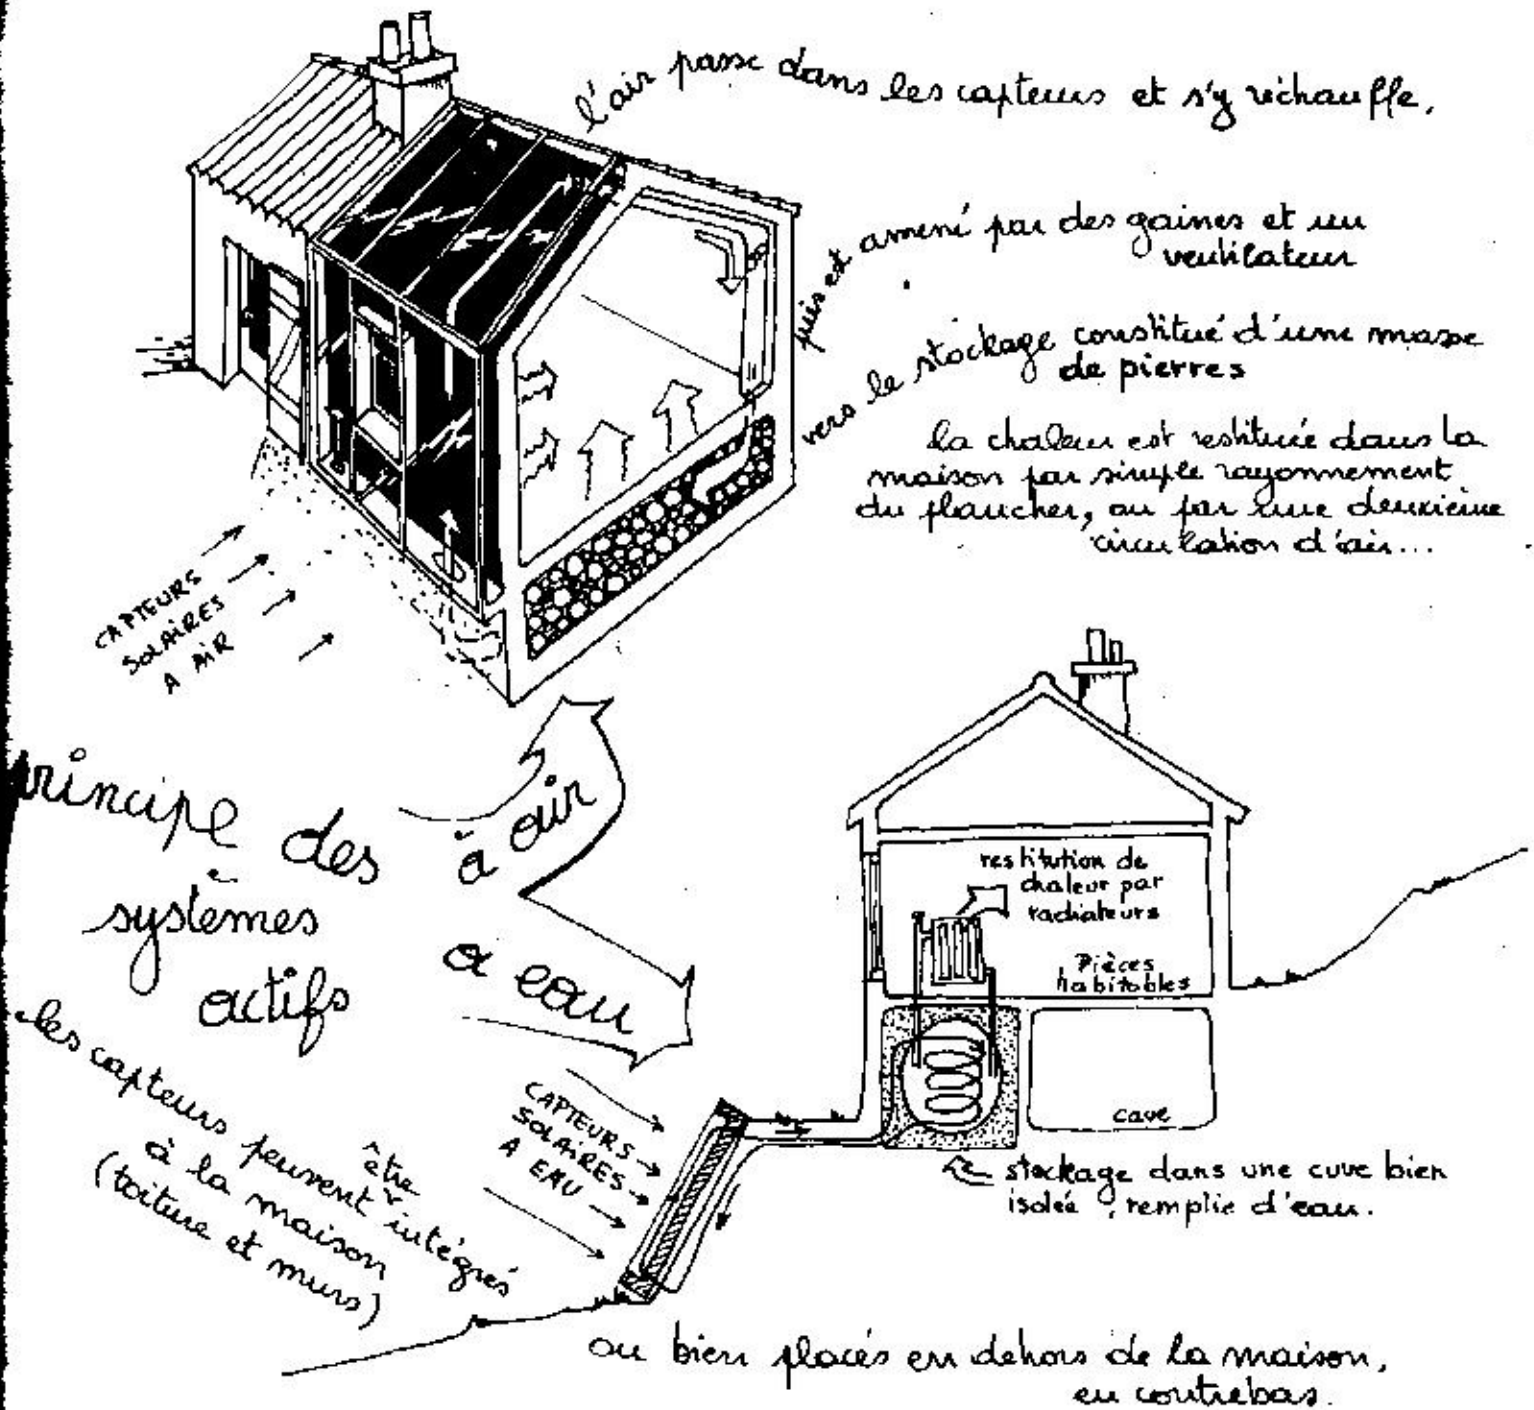 l'air passe dans les capteurs et s'y réchauffe,
puis est amené par des gaines et un
ventilateur
vers le stockage constitué d'une masse
de pierres
la chaleur est restituée dans la
maison par simple rayonnement
du plancher, ou par une deuxième
circulation d'air...
CAPTEURS
SOLAIRES
A AIR
principe des
systèmes
actifs
à air
a eau
les capteurs peuvent être intégrés
à la maison
(toiture et murs)
CAPTEURS
SOLAIRES
A EAU
restitution de
chaleur par
radiateurs
Pièces
habitables
cave
stockage dans une cuve bien
isolée, remplie d'eau.
ou bien placés en dehors de la maison,
en contrebas.